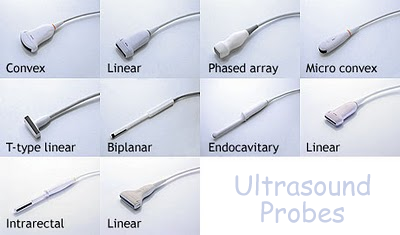 Convex
Linear
Phased array
Micro convex
T-type linear
Biplanar
Endocavitary
Linear
Intrarectal
Linear
Ultrasound
Probes